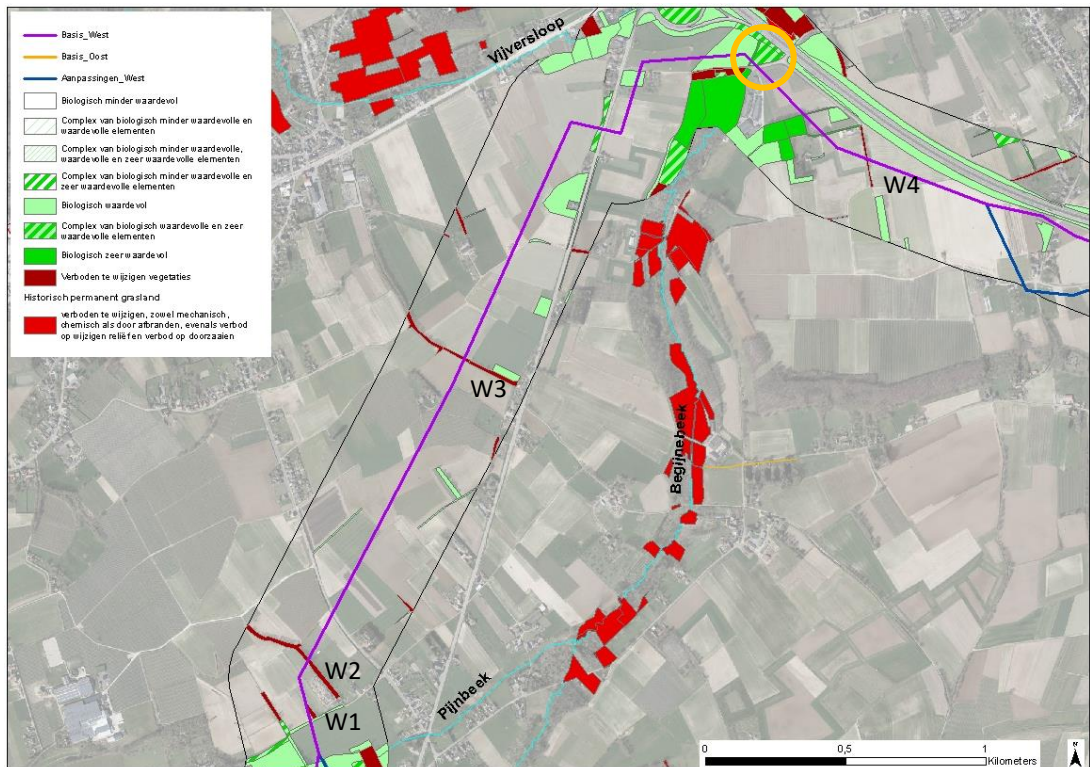 Basis_West
Basis_Oost
Aanpassingen_West
Biologisch minder waardevol
Complex van biologisch minder waardevolle en
waardevolle elementen
Complex van biologisch minder waardevolle,
waardevolle en zeer waardevolle elementen
Complex van biologisch minder waardevolle en
zeer waardevolle elementen
Biologisch waardevol
Complex van biologisch waardevolle en zeer
waardevolle elementen
Biologisch zeer waardevol
Verboden te wijzigen vegetaties
Historisch permanent grasland
verboden te wijzigen, zowel mechanisch,
chemisch als door afbranden, evenals verbod
op wijzigen reliëf en verbod op doorzaaien
Vijversloop
W4
W3
Begijnebeek
W2
Pijnbeek
W1
0 0,5 1
Kilometers
N